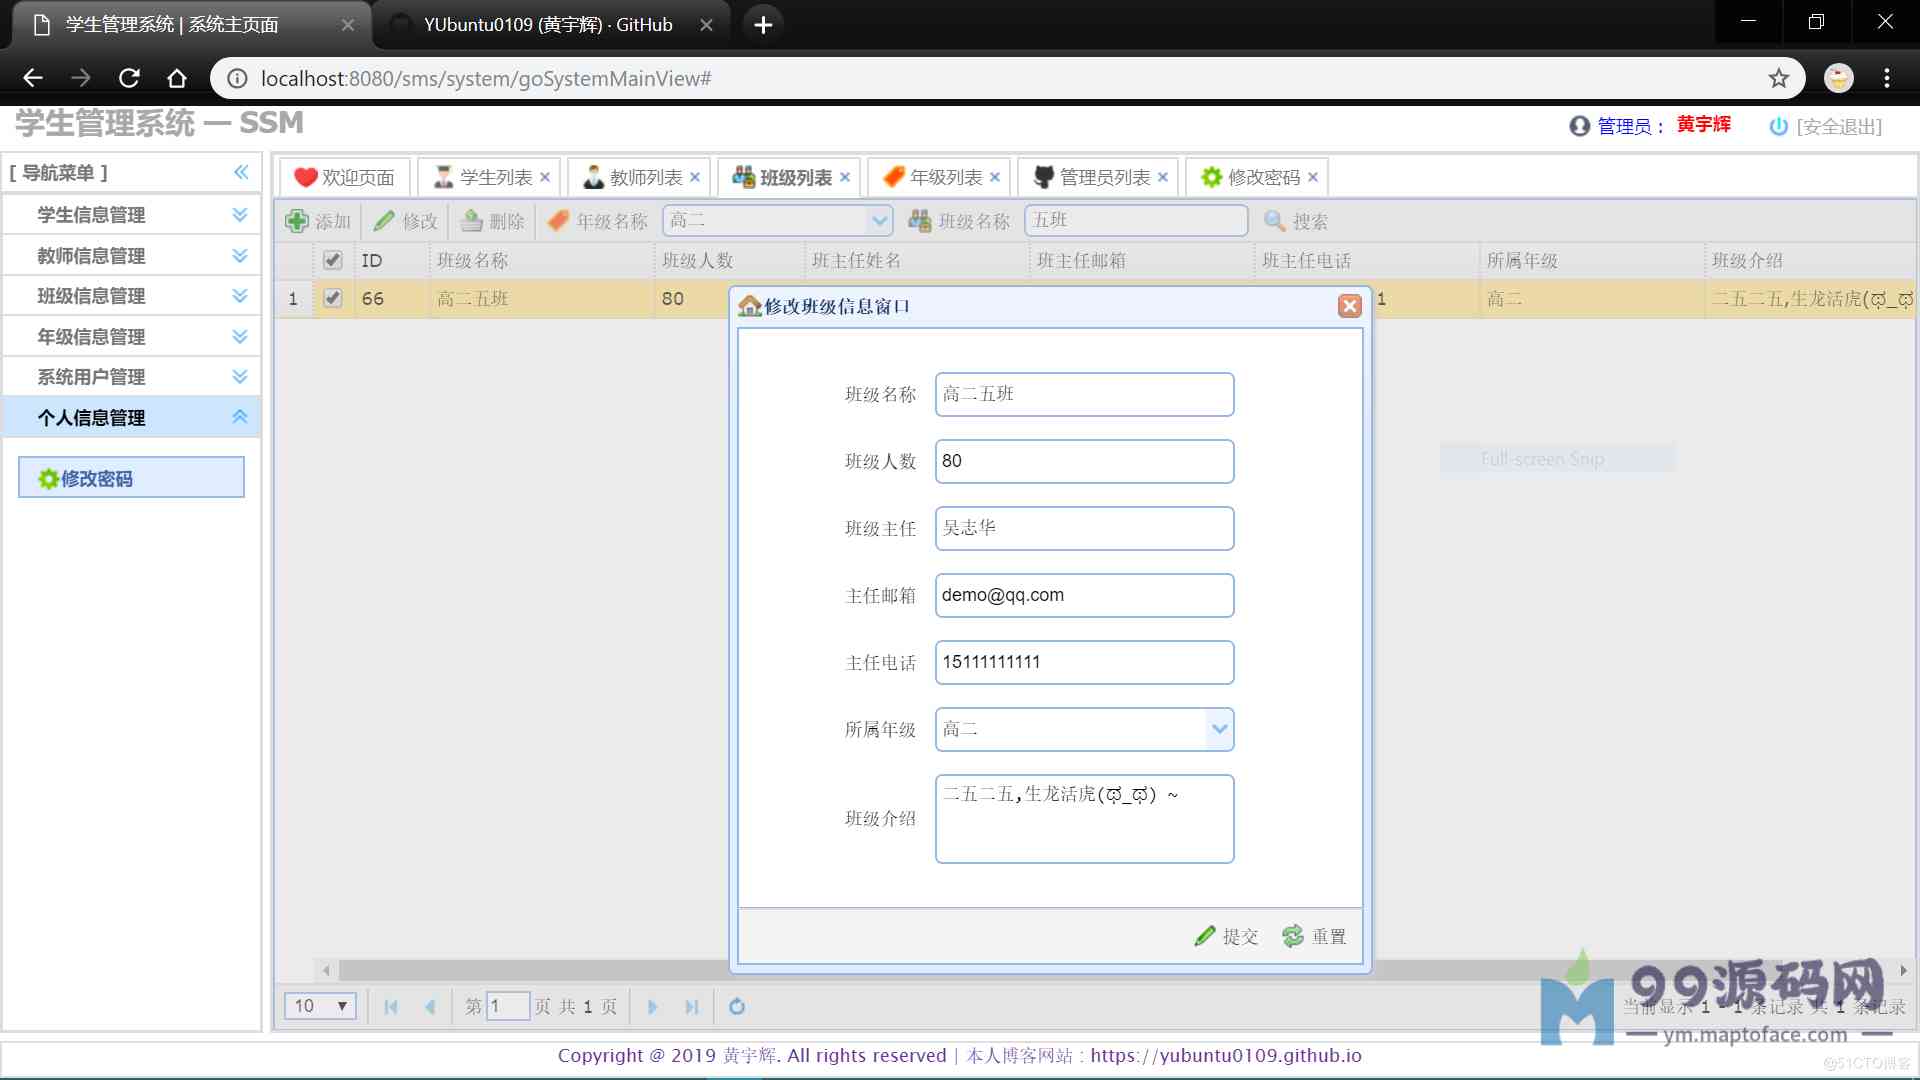 学生管理系统 | 系统主页面
YUbuntu0109 (黄宇辉) · GitHub
localhost:8080/sms/system/goSystemMainView#
学生管理系统 — SSM
管理员： 黄宇辉 [安全退出]
[ 导航菜单 ]
学生信息管理
教师信息管理
班级信息管理
年级信息管理
系统用户管理
个人信息管理
修改密码
欢迎页面 学生列表 教师列表 班级列表 年级列表 管理员列表 修改密码
添加 修改 删除 年级名称 高二 班级名称 五班 搜索
ID 班级名称 班级人数 班主任姓名 班主任邮箱 班主任电话 所属年级 班级介绍
1 66 高二五班 80 1 高二 二五二五,生龙活虎(ಥ_ಥ
修改班级信息窗口
班级名称 高二五班
班级人数 80
班级主任 吴志华
主任邮箱 demo@qq.com
主任电话 15111111111
所属年级 高二
班级介绍 二五二五,生龙活虎(ಥ_ಥ) ~
提交 重置
Full-screen Snip
10 第 1 页 共 1 页
当前显示 1 - 1 条记录 共 1 条记录
99源码网
ym.maptoface.com
Copyright @ 2019 黄宇辉. All rights reserved | 本人博客网站 : https://yubuntu0109.github.io
@51CTO博客